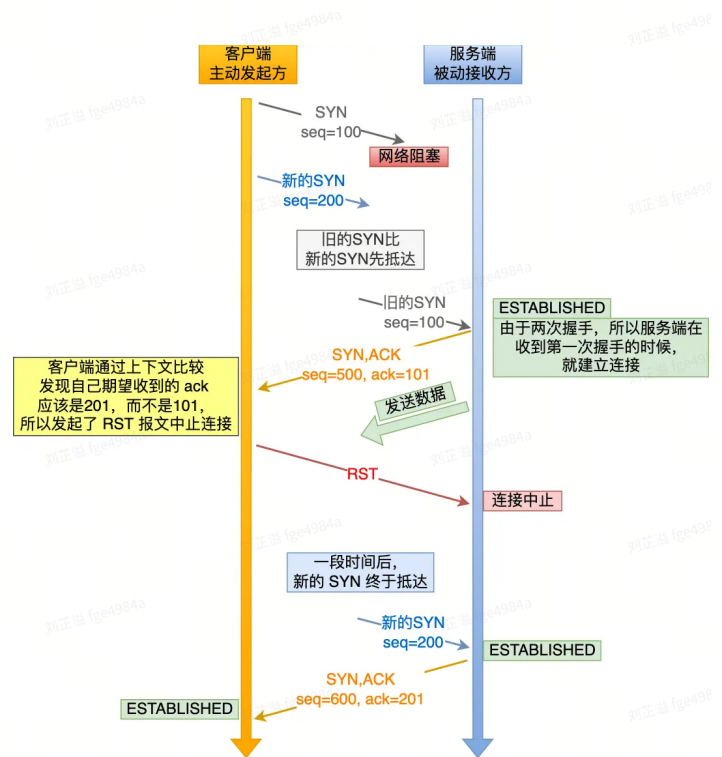 客户端
主动发起方
服务端
被动接收方
SYN
seq=100
网络阻塞
新的SYN
seq=200
旧的SYN比
新的SYN先抵达
旧的SYN
seq=100
ESTABLISHED
由于两次握手，所以服务端在
收到第一次握手的时候，
就建立连接
SYN,ACK
seq=500, ack=101
客户端通过上下文比较
发现自己期望收到的 ack
应该是201，而不是101，
所以发起了 RST 报文中止连接
发送数据
RST
连接中止
一段时间后，
新的 SYN 终于抵达
新的SYN
seq=200
ESTABLISHED
SYN,ACK
seq=600, ack=201
ESTABLISHED
刘芷滋 fge4984a